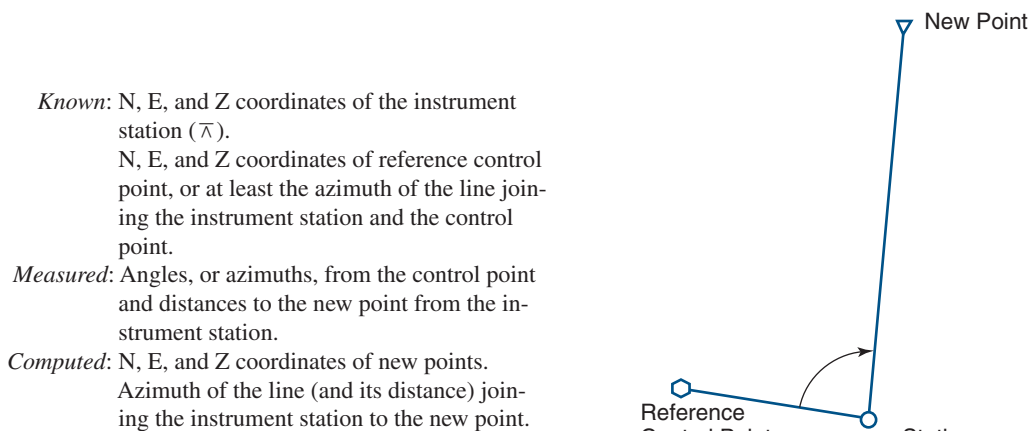 New Point
Known: N, E, and Z coordinates of the instrument
station (⊼).
N, E, and Z coordinates of reference control
point, or at least the azimuth of the line join-
ing the instrument station and the control
point.
Measured: Angles, or azimuths, from the control point
and distances to the new point from the in-
strument station.
Computed: N, E, and Z coordinates of new points.
Azimuth of the line (and its distance) join-
ing the instrument station to the new point.
Reference